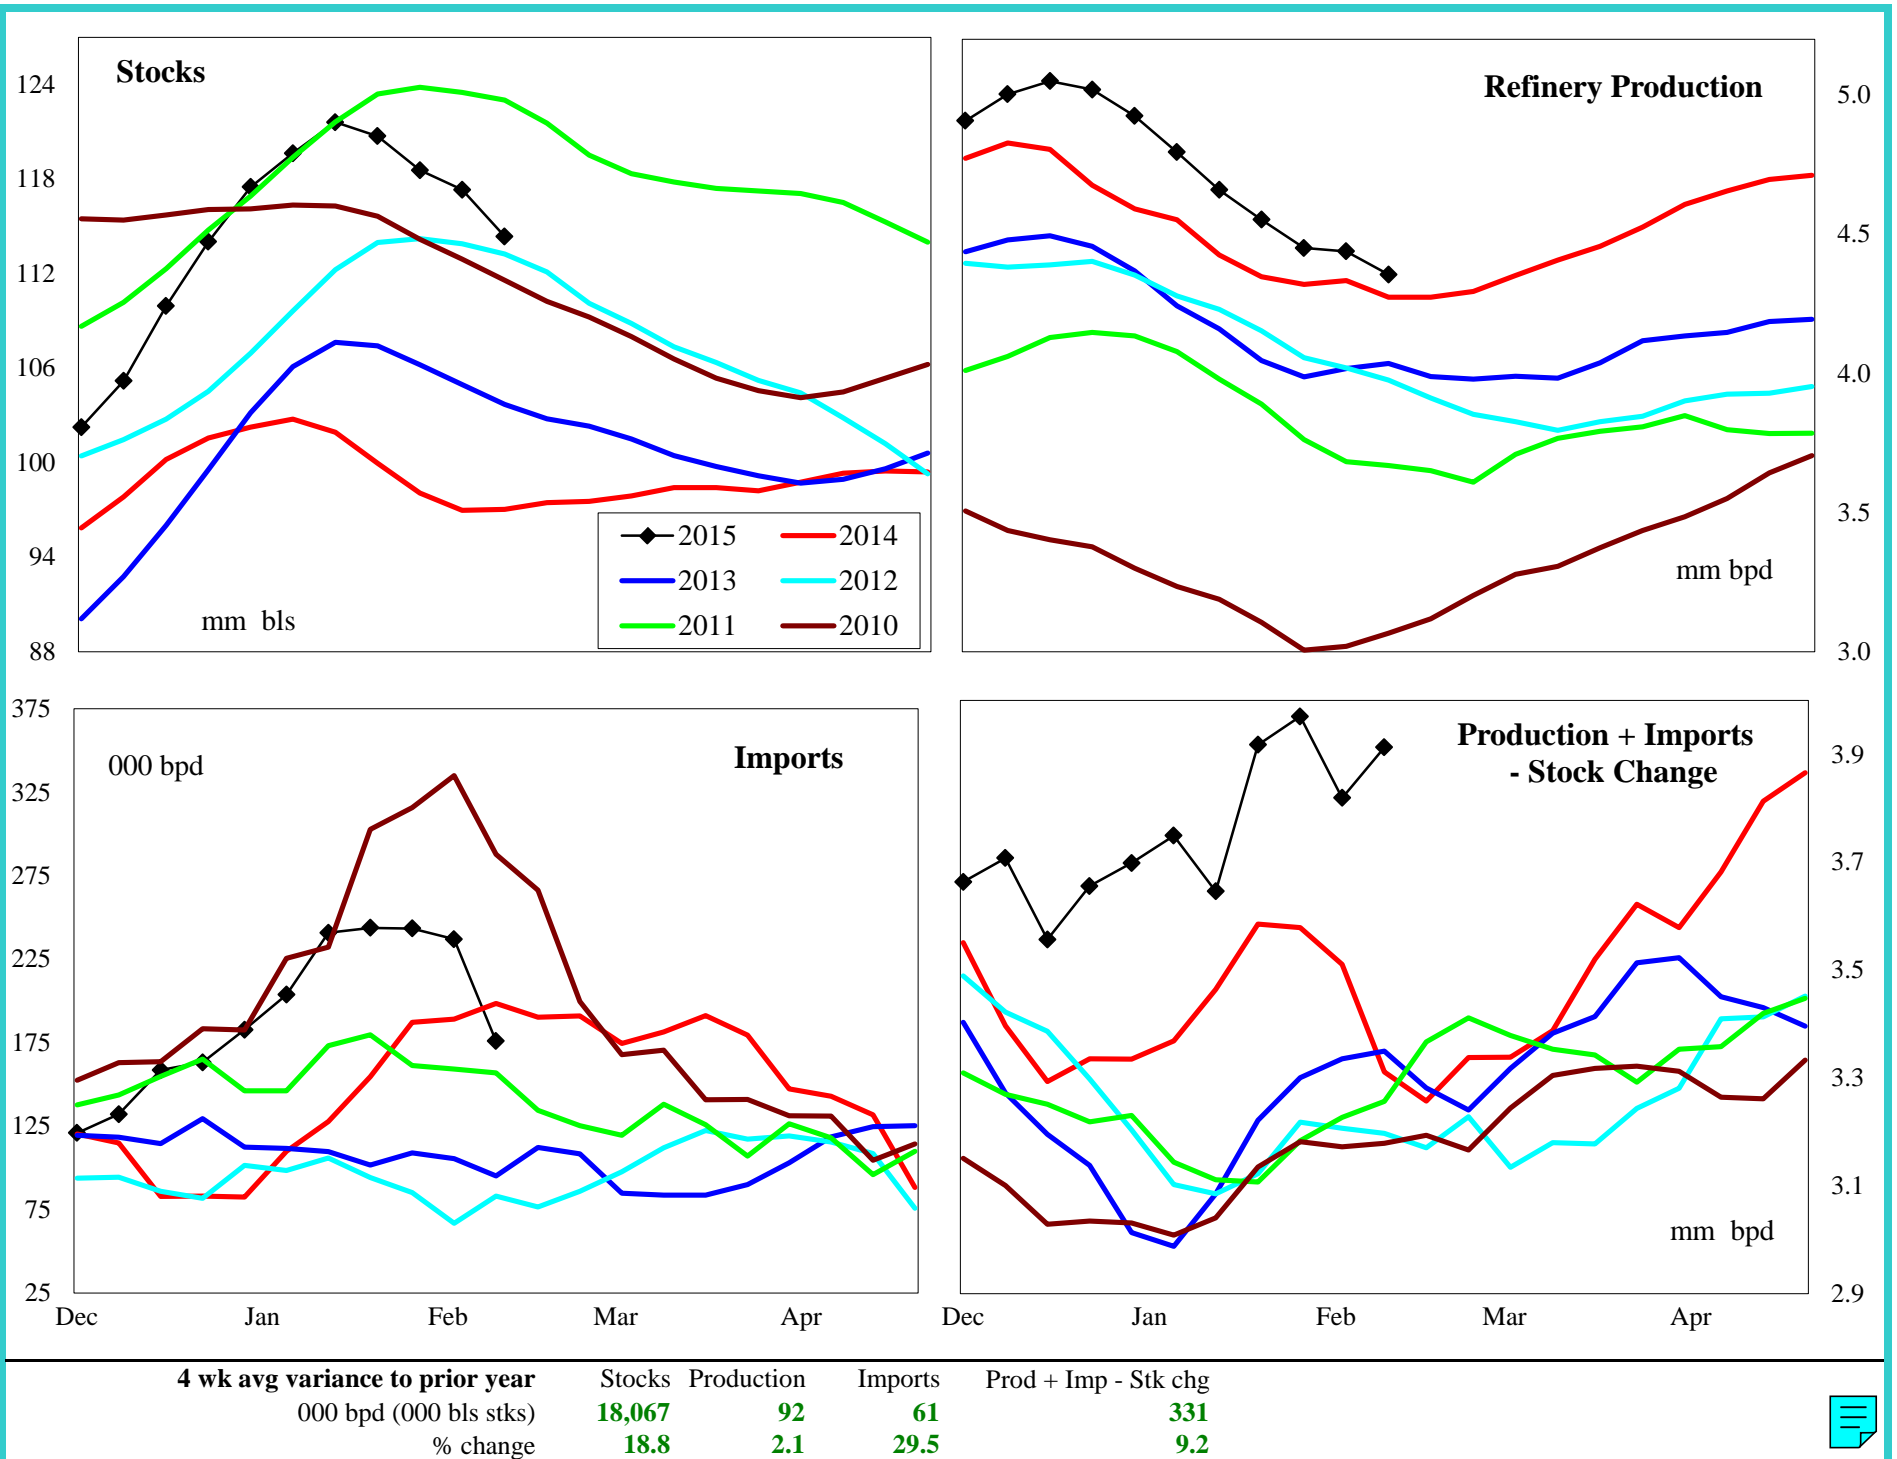 Stocks
124
118
112
106
100
94
88
mm bls
2015 2014
2013 2012
2011 2010
Refinery Production
5.0
4.5
4.0
3.5
3.0
mm bpd
375
325
275
225
175
125
75
25
000 bpd
Imports
Dec Jan Feb Mar Apr
Production + Imports
- Stock Change
3.9
3.7
3.5
3.3
3.1
2.9
mm bpd
Dec Jan Feb Mar Apr
4 wk avg variance to prior year Stocks Production Imports Prod + Imp - Stk chg
000 bpd (000 bls stks) 18,067 92 61 331
% change 18.8 2.1 29.5 9.2